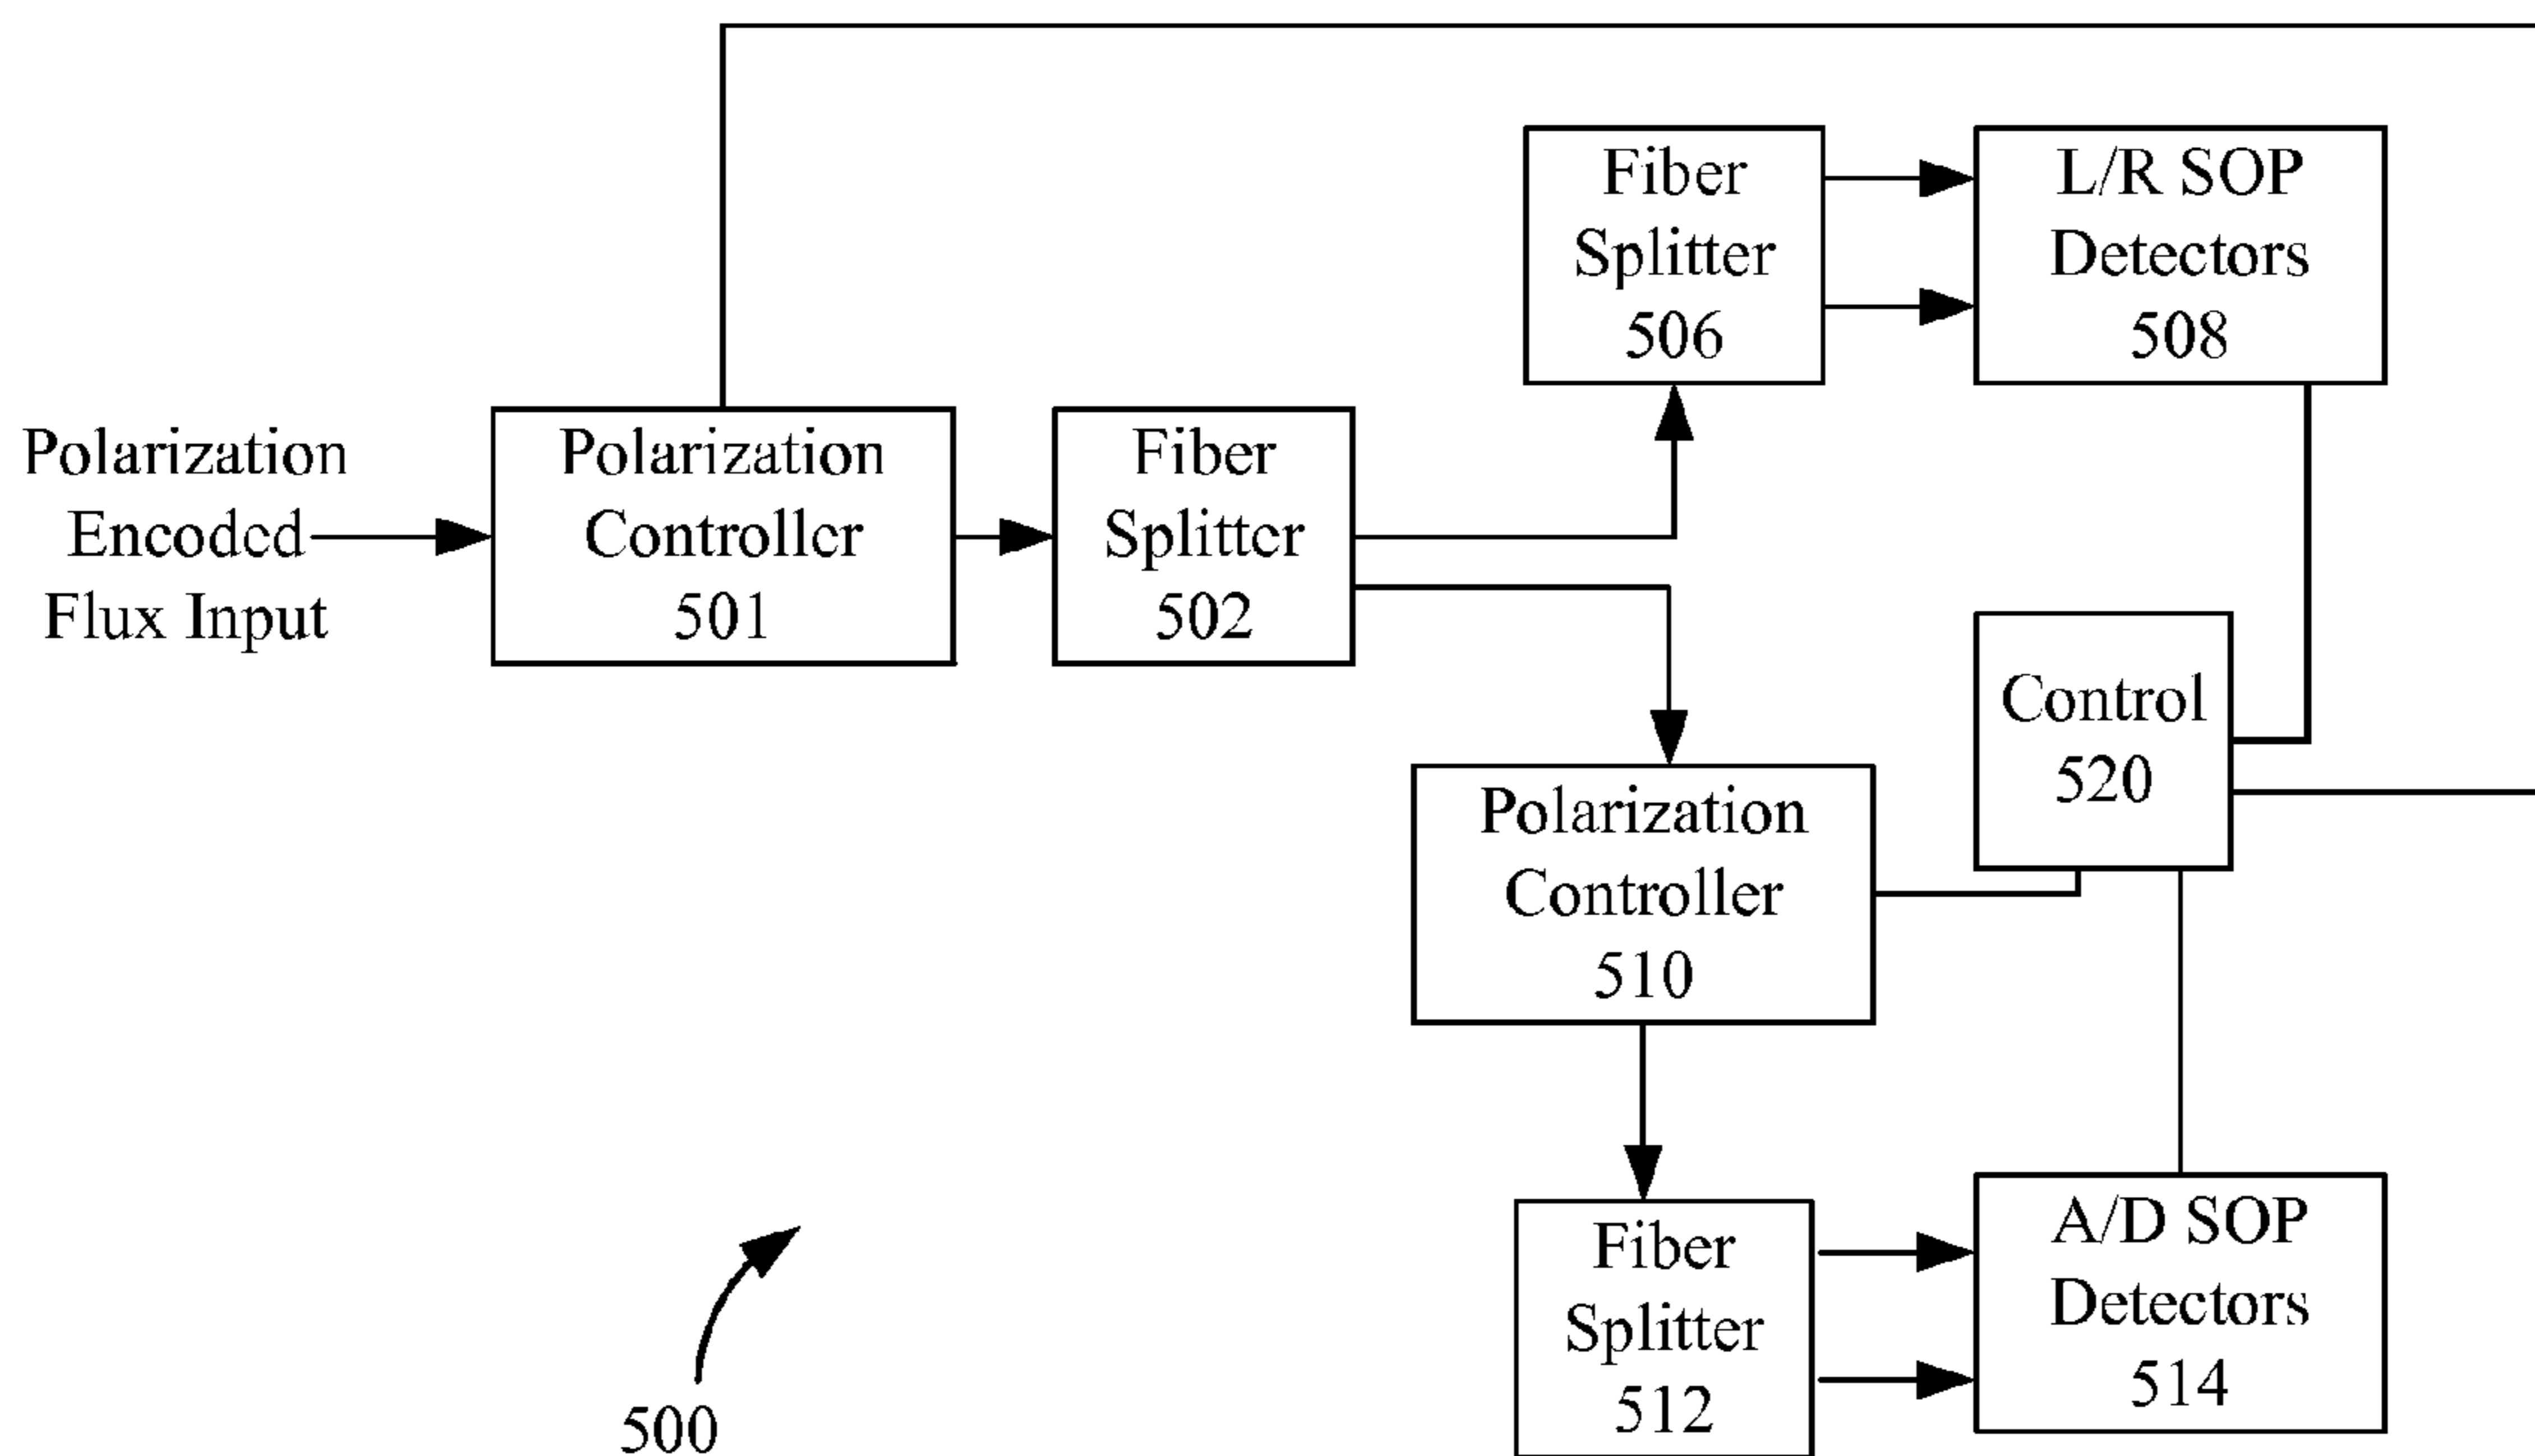 Polarization
Encoded
Flux Input
Polarization
Controller
501
Fiber
Splitter
502
Fiber
Splitter
506
L/R SOP
Detectors
508
Control
520
Polarization
Controller
510
Fiber
Splitter
512
A/D SOP
Detectors
514
500